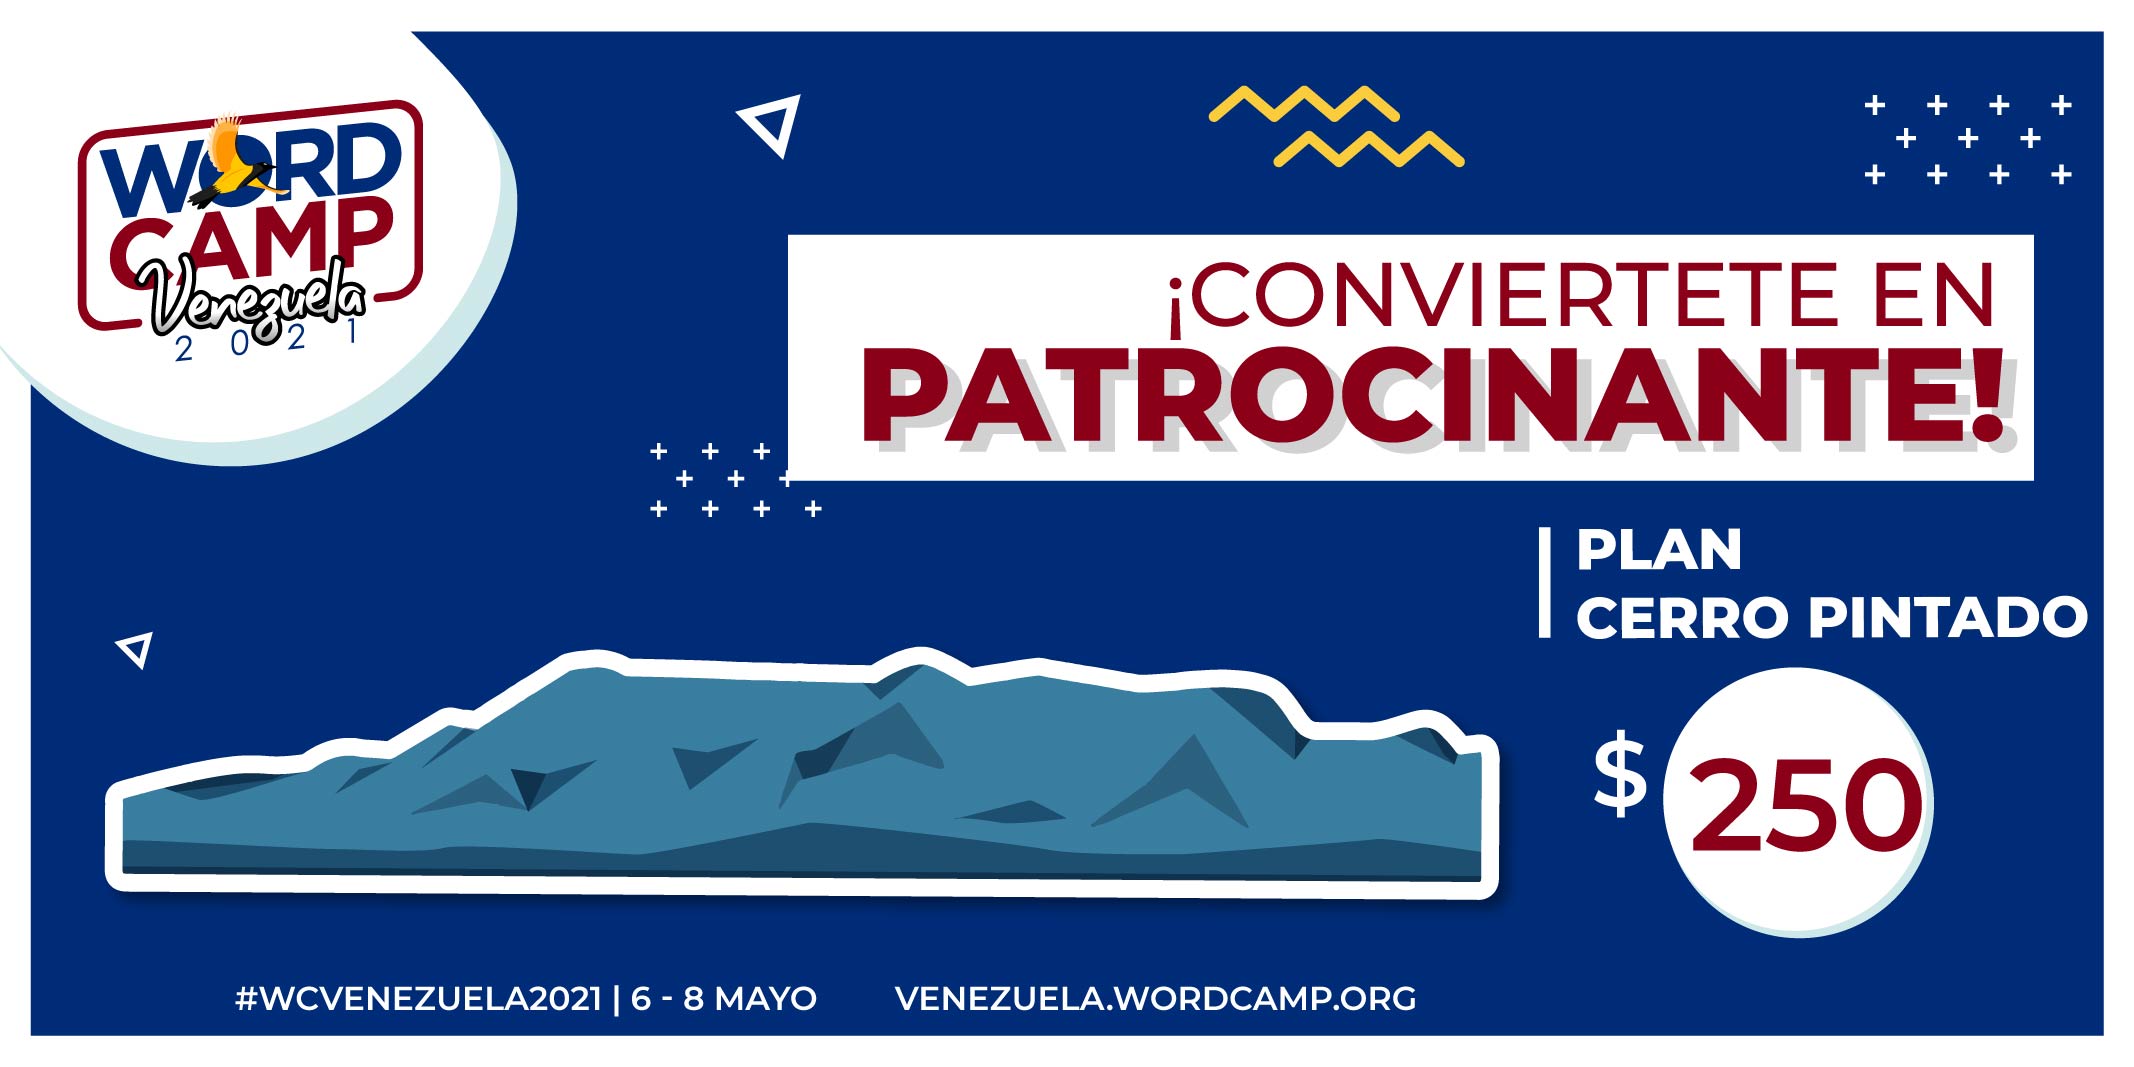 WORD
CAMP
Venezuela
2021
¡CONVIERTETE EN
PATROCINANTE!
PLAN
CERRO PINTADO
$ 250
#WCVENEZUELA2021 | 6 - 8 MAYO
VENEZUELA.WORDCAMP.ORG